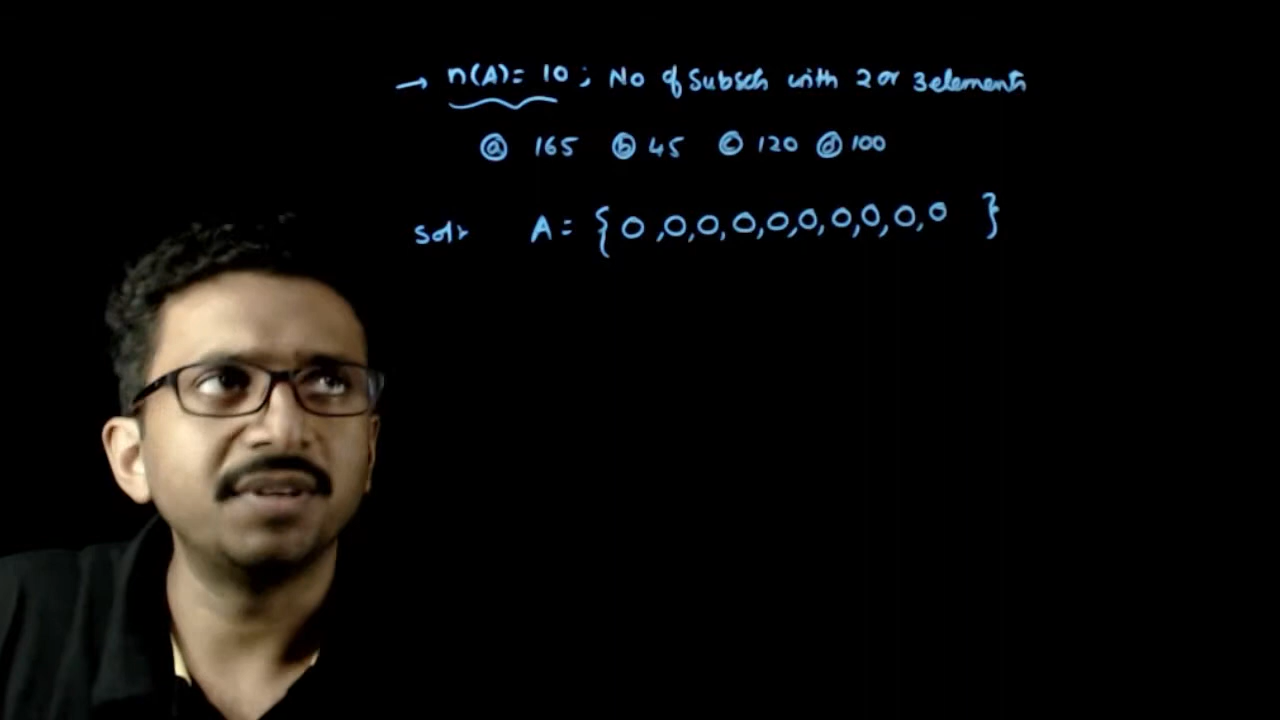 → n(A)= 10 ; No of Subsets with 2 or 3 elements
ⓐ 165 ⓑ 45 ⓒ 120 ⓓ 100
Sol:- A = { 0 ,0,0,0,0,0,0,0,0,0 }